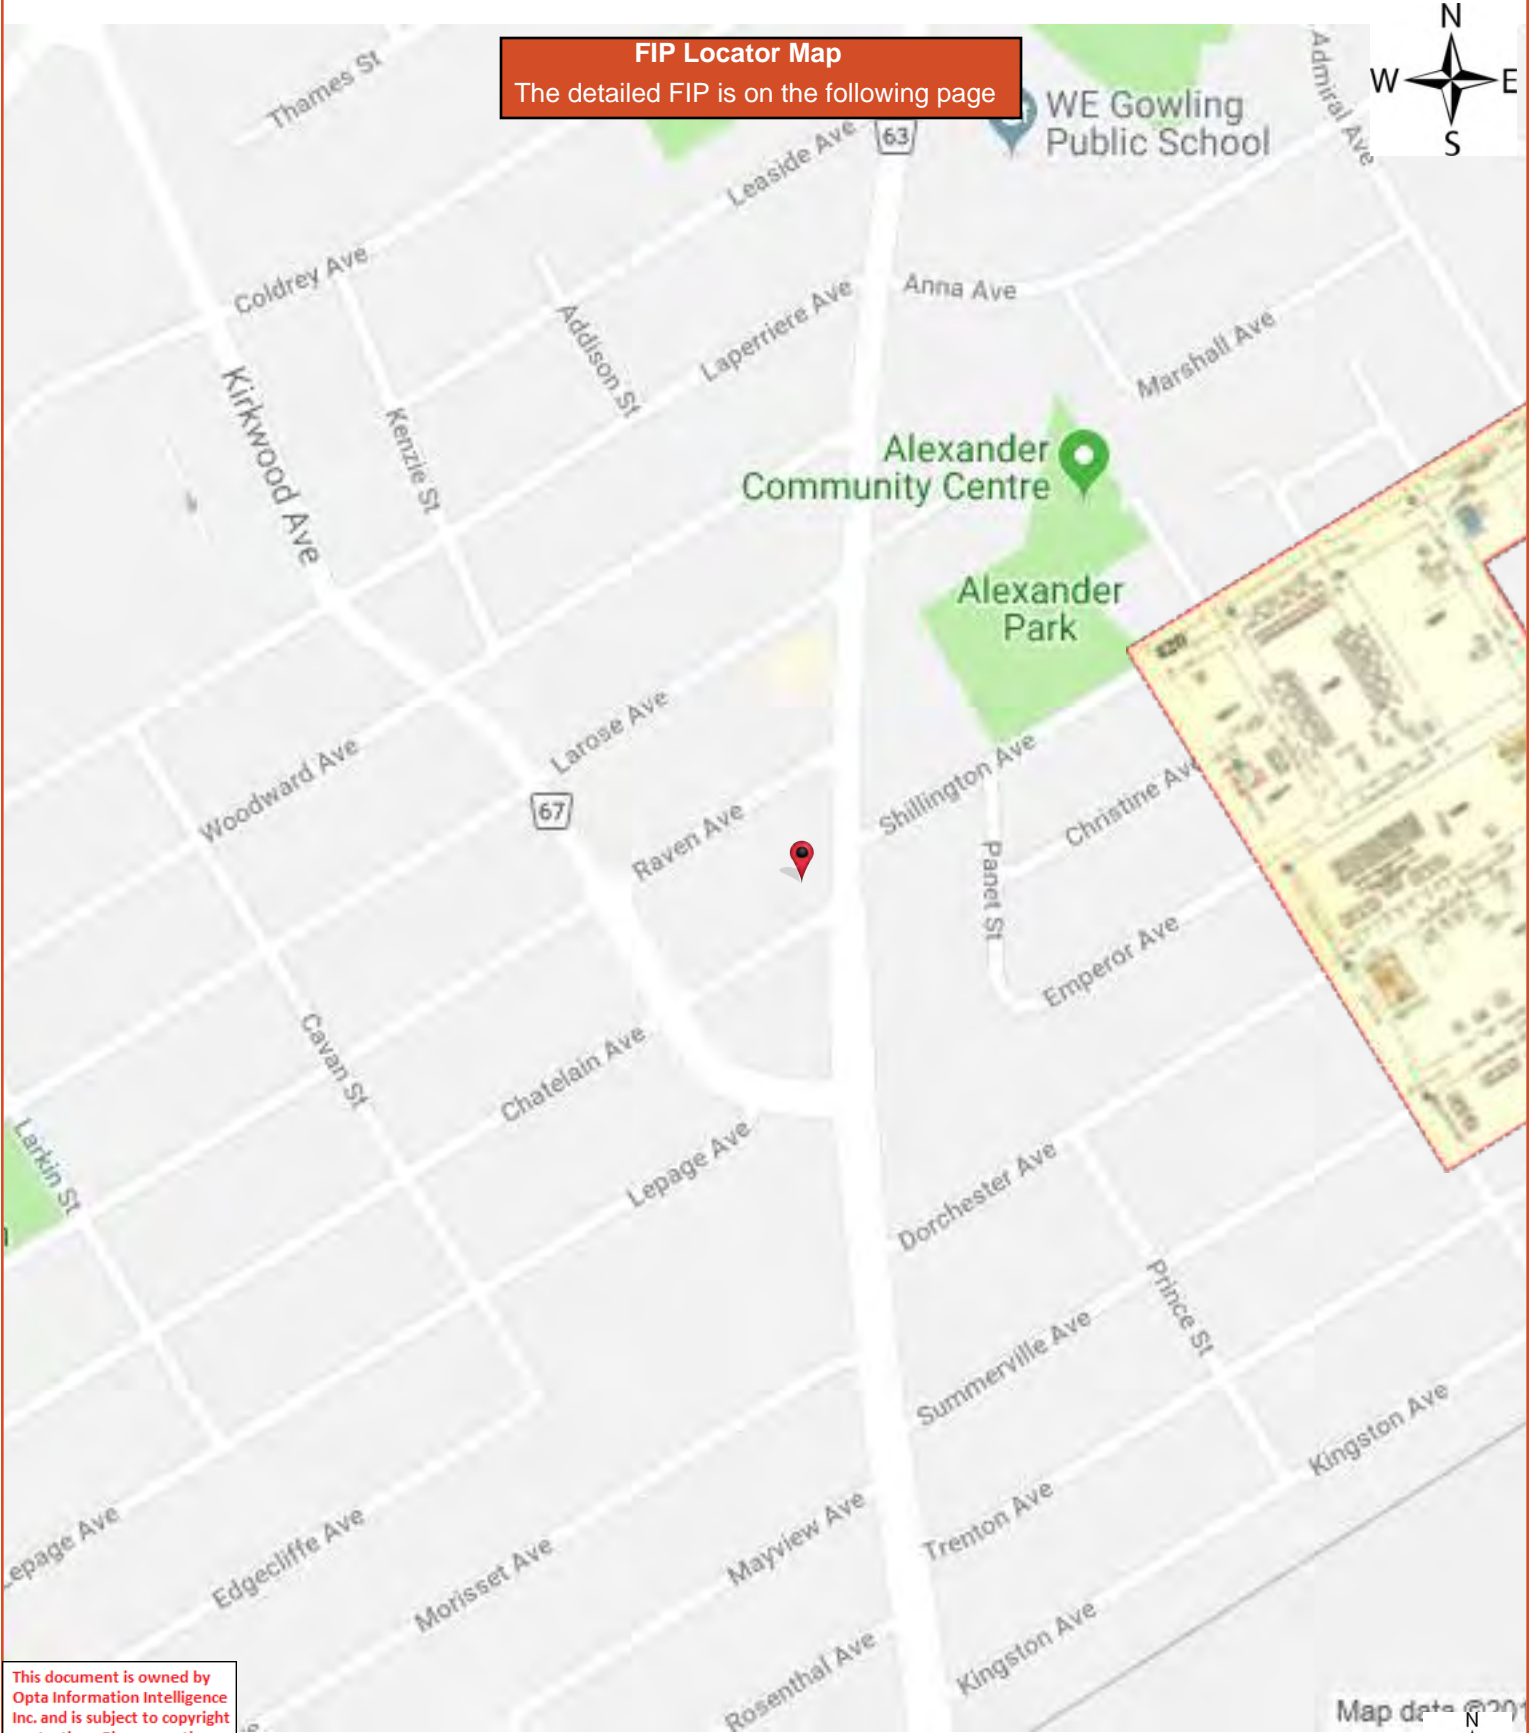 N
W E
S
FIP Locator Map
The detailed FIP is on the following page
Thames St
Admiral Ave
WE Gowling
Public School
63
Leaside Ave
Coldrey Ave
Anna Ave
Laperriere Ave
Addison St
Marshall Ave
Kirkwood Ave
Kenzie St
Alexander
Community Centre
Alexander
Park
Larose Ave
Woodward Ave
67
Shillington Ave
Christine Ave
Raven Ave
Panet St
Emperor Ave
Cavan St
Chatelain Ave
Larkin St
Lepage Ave
Dorchester Ave
Prince St
Summerville Ave
Kingston Ave
Lepage Ave
Edgecliffe Ave
Morisset Ave
Mayview Ave
Trenton Ave
Rosenthal Ave
Kingston Ave
This document is owned by
Opta Information Intelligence
Inc. and is subject to copyright
Map data ©201
N